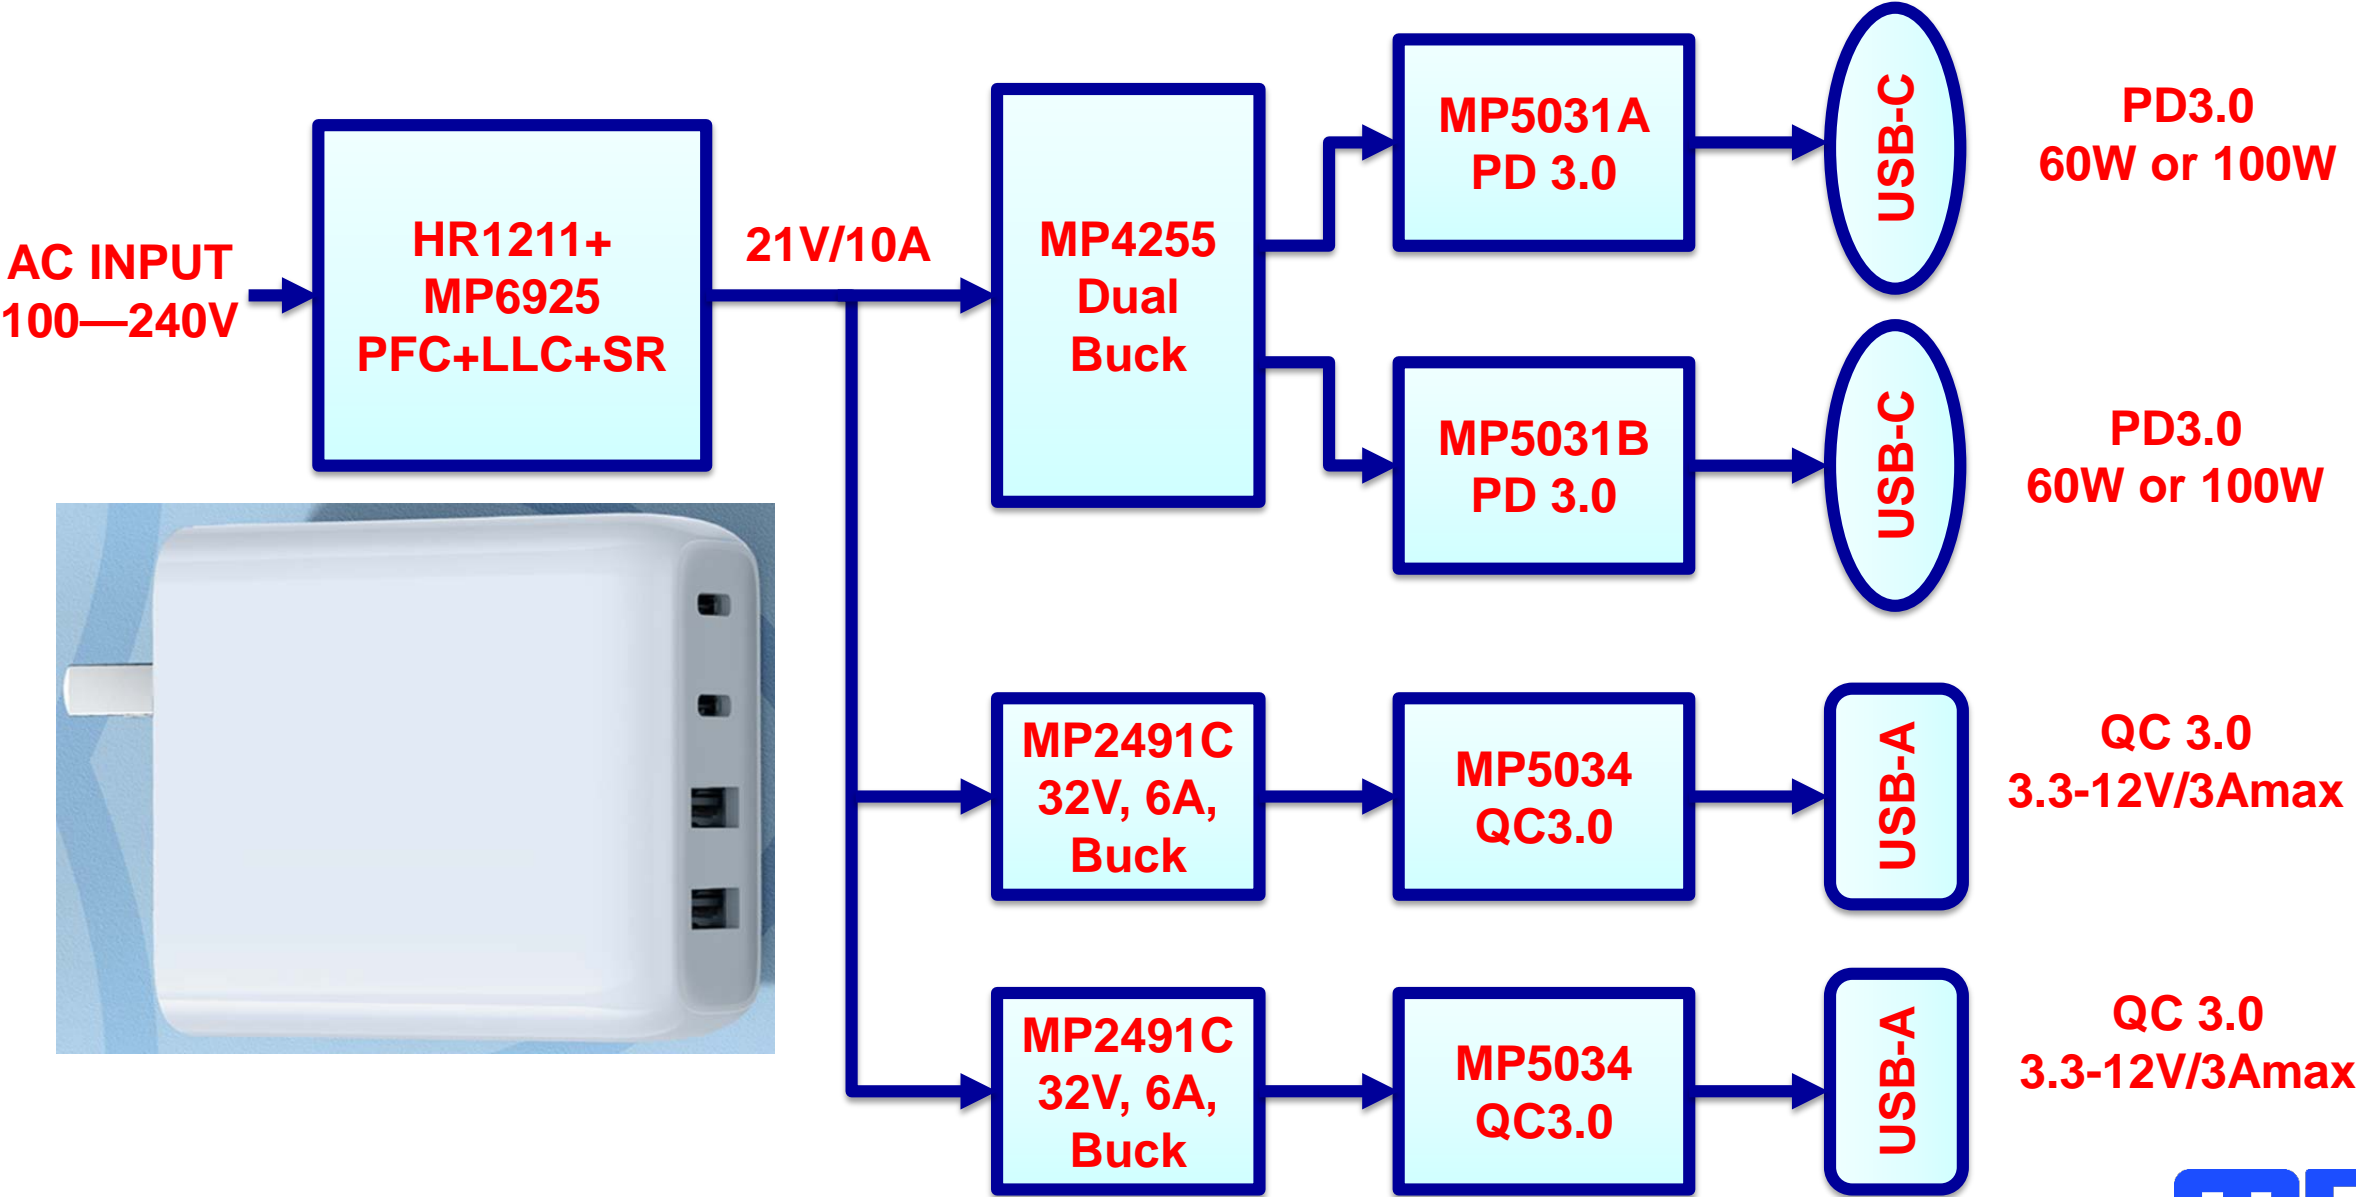 AC INPUT
100—240V
HR1211+
MP6925
PFC+LLC+SR
21V/10A
MP4255
Dual
Buck
MP5031A
PD 3.0
USB-C
PD3.0
60W or 100W
MP5031B
PD 3.0
USB-C
PD3.0
60W or 100W
MP2491C
32V, 6A,
Buck
MP5034
QC3.0
USB-A
QC 3.0
3.3-12V/3Amax
MP2491C
32V, 6A,
Buck
MP5034
QC3.0
USB-A
QC 3.0
3.3-12V/3Amax